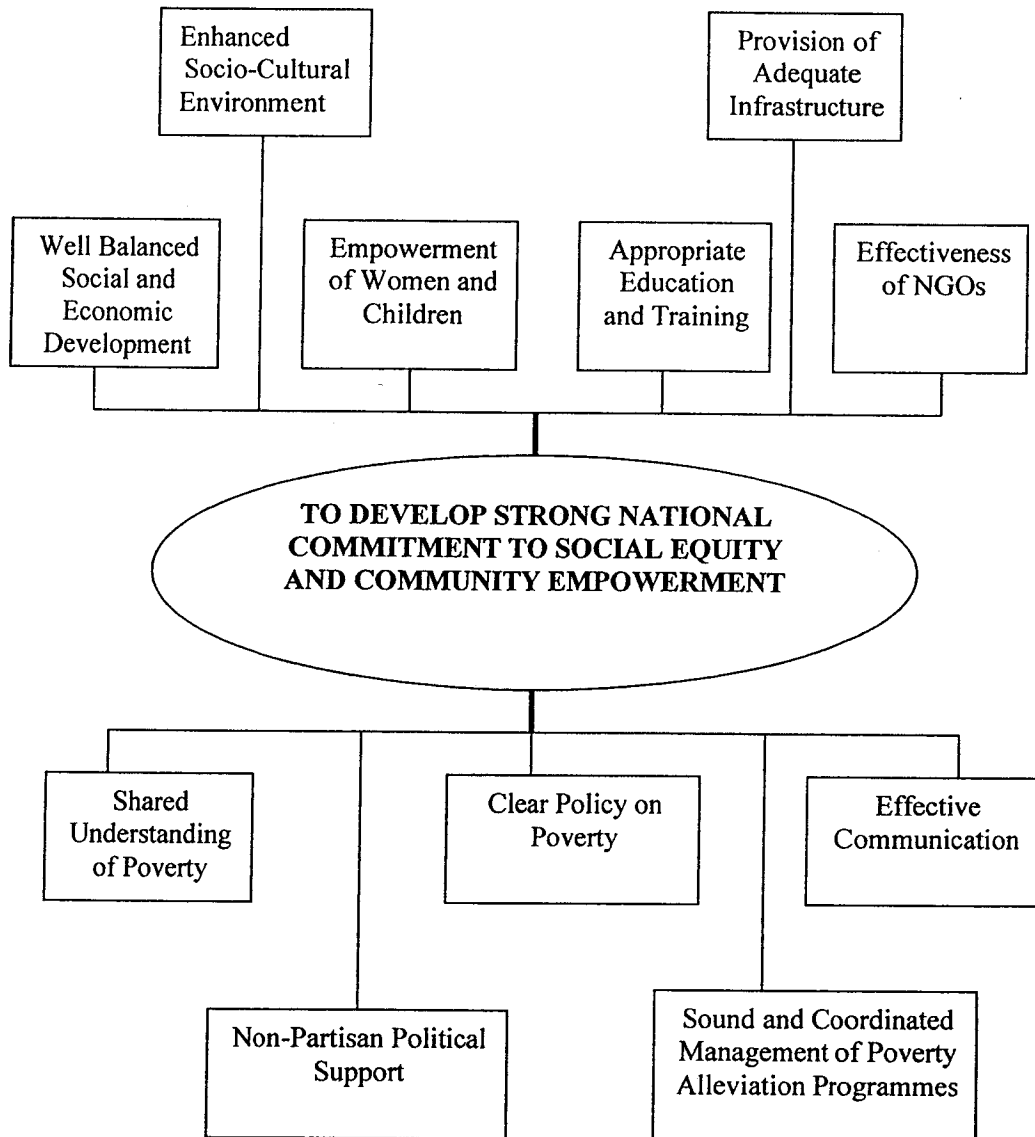 Enhanced
Socio-Cultural
Environment
Provision of
Adequate
Infrastructure
Well Balanced
Social and
Economic
Development
Empowerment
of Women and
Children
Appropriate
Education
and Training
Effectiveness
of NGOs
TO DEVELOP STRONG NATIONAL
COMMITMENT TO SOCIAL EQUITY
AND COMMUNITY EMPOWERMENT
Shared
Understanding
of Poverty
Clear Policy on
Poverty
Effective
Communication
Non-Partisan Political
Support
Sound and Coordinated
Management of Poverty
Alleviation Programmes